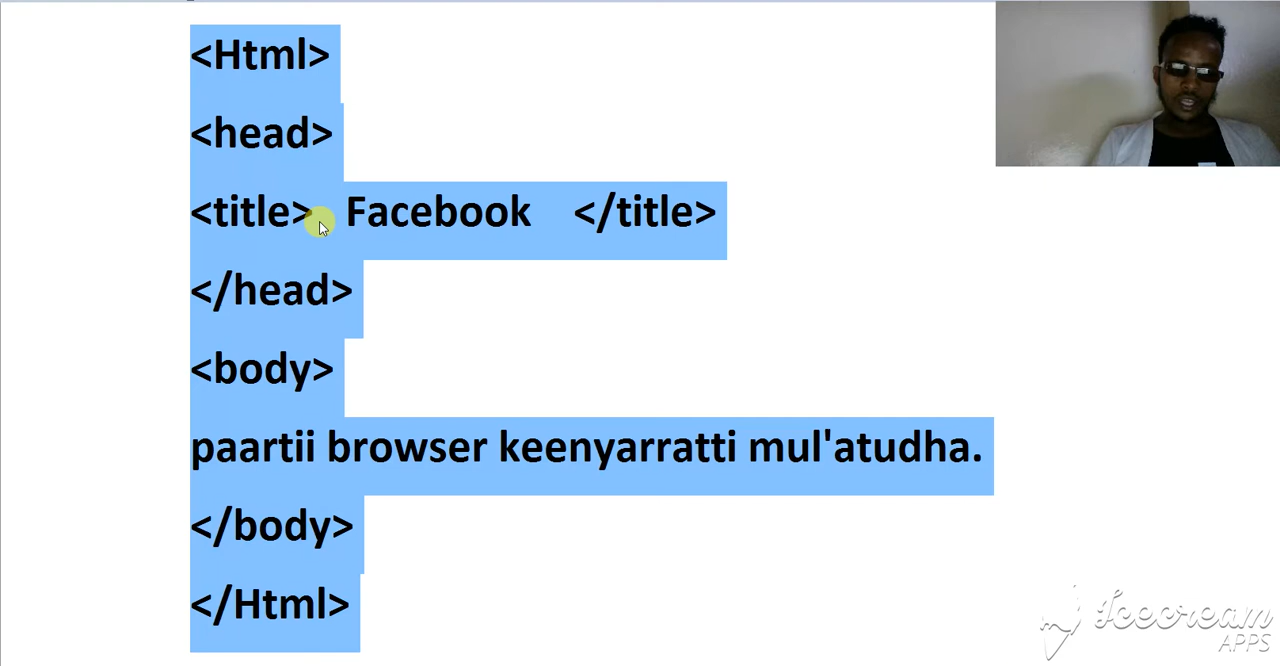 <Html>
<head>
<title> Facebook </title>
</head>
<body>
paartii browser keenyarratti mul'atudha.
</body>
</Html>
Icecream
APPS